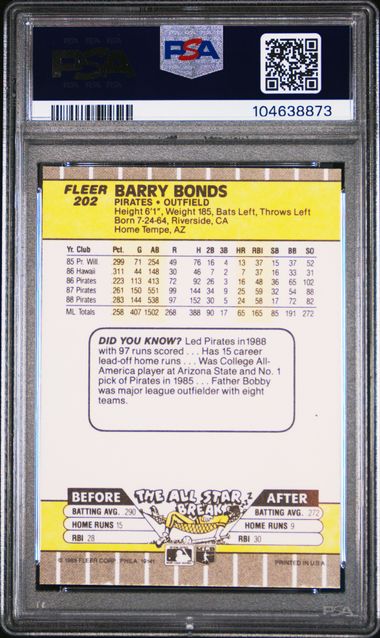 PSA
PSA
104638873
FLEER BARRY BONDS
202 PIRATES • OUTFIELD
Height 6'1", Weight 185, Bats Left, Throws Left
Born 7-24-64, Riverside, CA
Home Tempe, AZ
Yr. Club Pct. G AB R H 2B 3B HR RBI SB BB SO
85 Pr. Will. .299 71 254 49 76 16 4 13 37 15 37 52
86 Hawaii .311 44 148 30 46 7 2 7 37 16 33 31
86 Pirates .223 113 413 72 92 26 3 16 48 36 65 102
87 Pirates .261 150 551 99 144 34 9 25 59 32 54 88
88 Pirates .283 144 538 97 152 30 5 24 58 17 72 82
ML Totals .258 407 1502 268 388 90 17 65 165 85 191 272
DID YOU KNOW? Led Pirates in 1988
with 97 runs scored . . . Has 15 career
lead-off home runs . . . Was College All-
America player at Arizona State and No. 1
pick of Pirates in 1985 . . . Father Bobby
was major league outfielder with eight
teams.
BEFORE THE ALL STAR BREAK AFTER
BATTING AVG. .290 BATTING AVG. .272
HOME RUNS 15 HOME RUNS 9
RBI 28 RBI 30
© 1989 FLEER CORP. PHILA. 19141 PRINTED IN U.S.A.
PSA